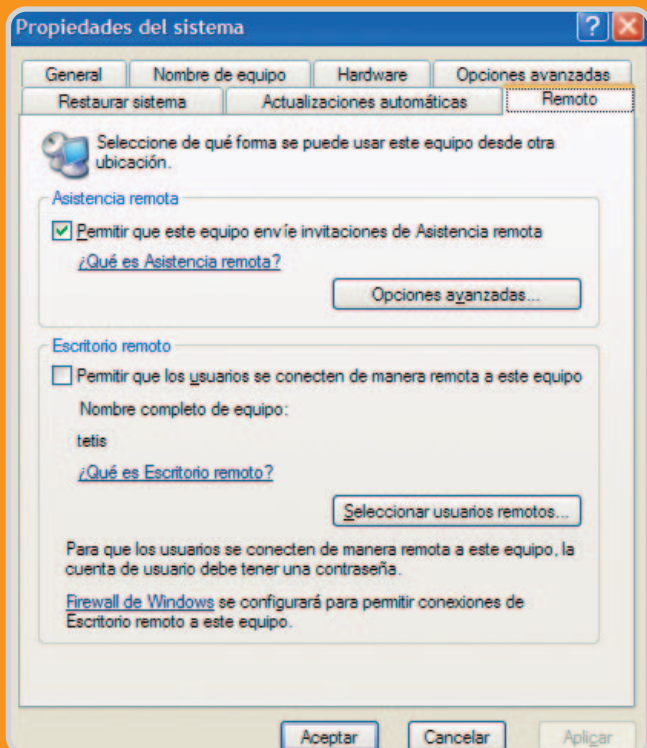 Propiedades del sistema
General Nombre de equipo Hardware Opciones avanzadas
Restaurar sistema Actualizaciones automáticas Remoto
Seleccione de qué forma se puede usar este equipo desde otra
ubicación.
Asistencia remota
Permitir que este equipo envíe invitaciones de Asistencia remota
¿Qué es Asistencia remota?
Opciones avanzadas...
Escritorio remoto
Permitir que los usuarios se conecten de manera remota a este equipo
Nombre completo de equipo:
tetis
¿Qué es Escritorio remoto?
Seleccionar usuarios remotos...
Para que los usuarios se conecten de manera remota a este equipo, la
cuenta de usuario debe tener una contraseña.
Firewall de Windows se configurará para permitir conexiones de
Escritorio remoto a este equipo.
Aceptar Cancelar Aplicar